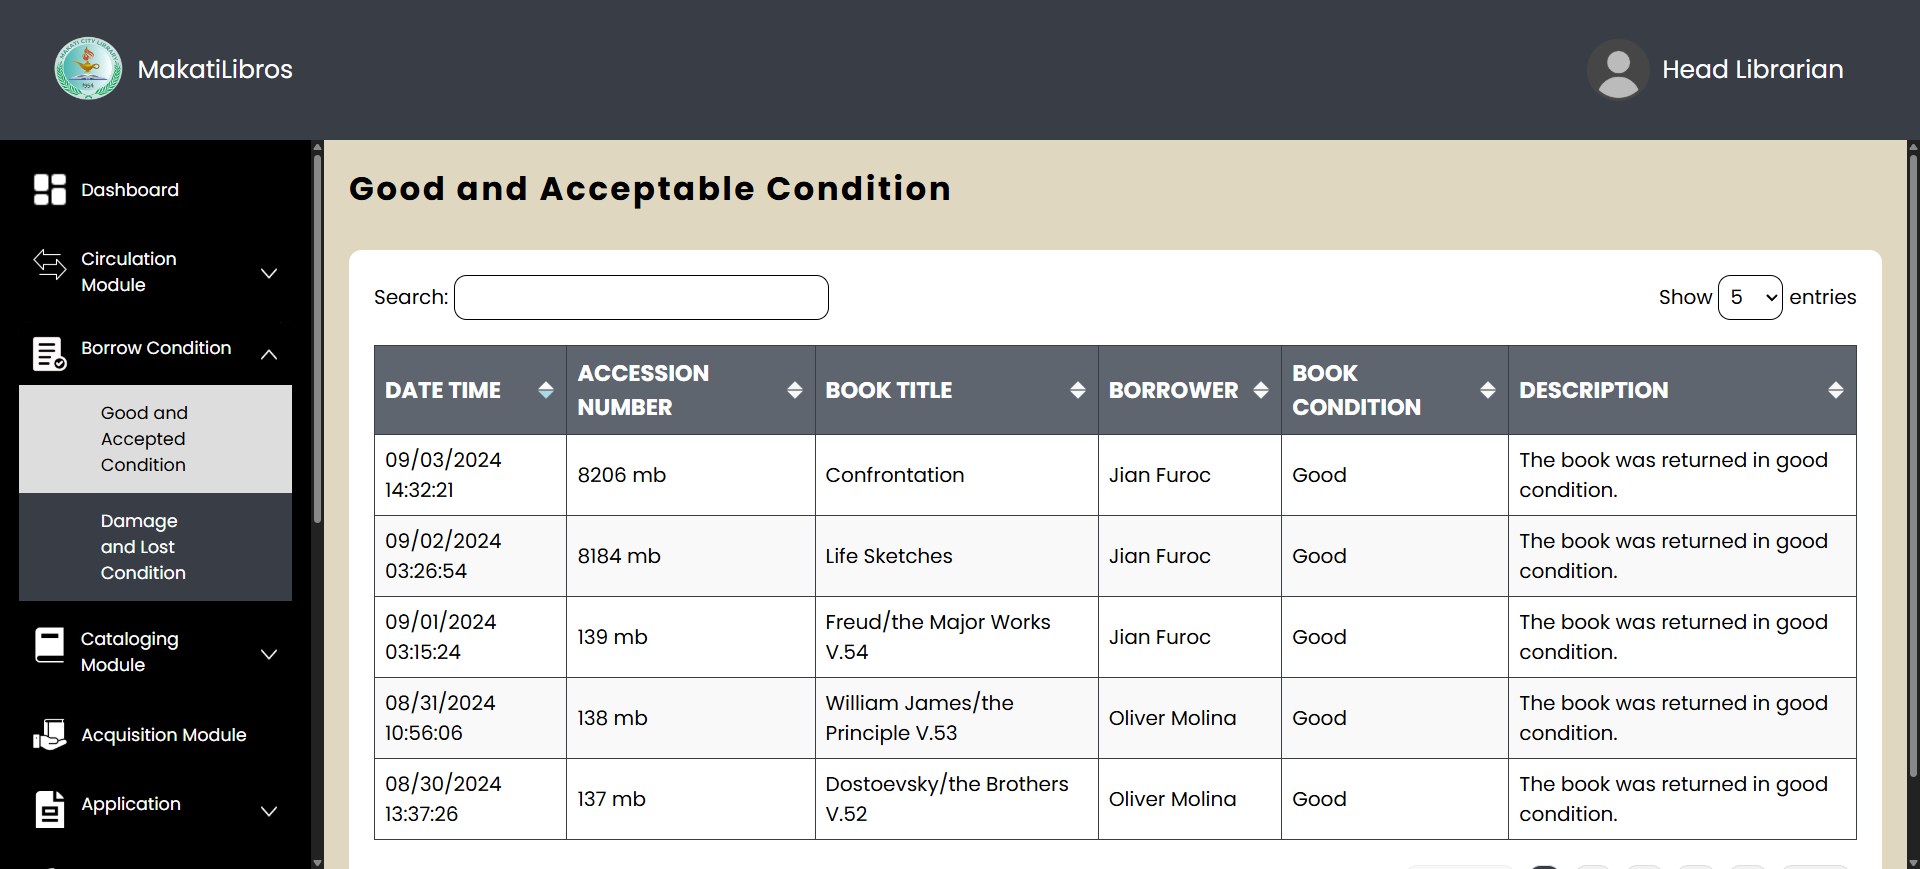 MakatiLibros
Head Librarian
Dashboard
Circulation
Module
Borrow Condition
Good and
Accepted
Condition
Damage
and Lost
Condition
Cataloging
Module
Acquisition Module
Application
Good and Acceptable Condition
Search:
Show 5 entries
DATE TIME
ACCESSION
NUMBER
BOOK TITLE
BORROWER
BOOK
CONDITION
DESCRIPTION
09/03/2024
14:32:21
8206 mb
Confrontation
Jian Furoc
Good
The book was returned in good
condition.
09/02/2024
03:26:54
8184 mb
Life Sketches
Jian Furoc
Good
The book was returned in good
condition.
09/01/2024
03:15:24
139 mb
Freud/the Major Works
V.54
Jian Furoc
Good
The book was returned in good
condition.
08/31/2024
10:56:06
138 mb
William James/the
Principle V.53
Oliver Molina
Good
The book was returned in good
condition.
08/30/2024
13:37:26
137 mb
Dostoevsky/the Brothers
V.52
Oliver Molina
Good
The book was returned in good
condition.